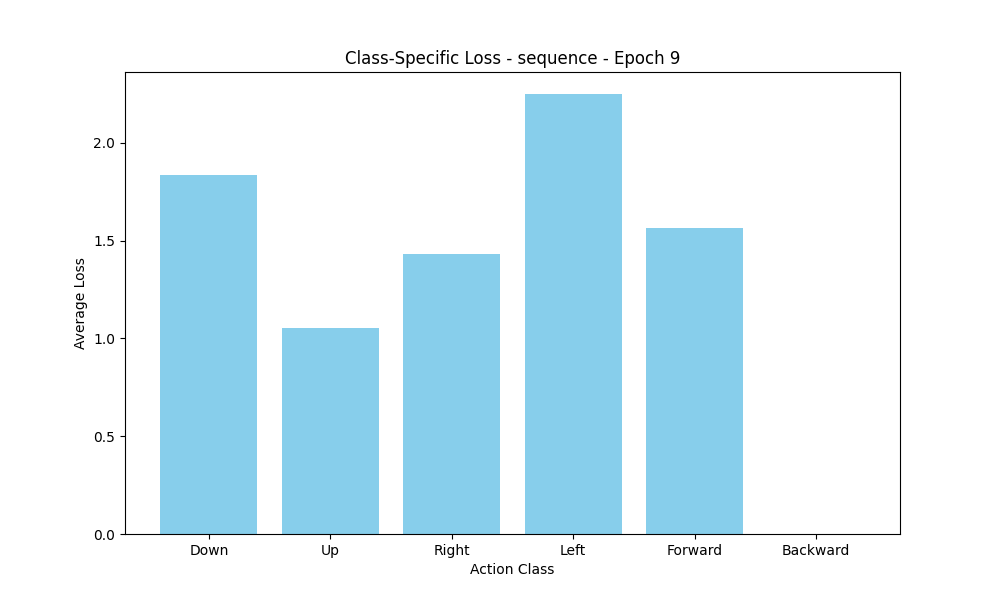 Class-Specific Loss - sequence - Epoch 9
Average Loss
2.0
1.5
1.0
0.5
0.0
Down Up Right Left Forward Backward
Action Class